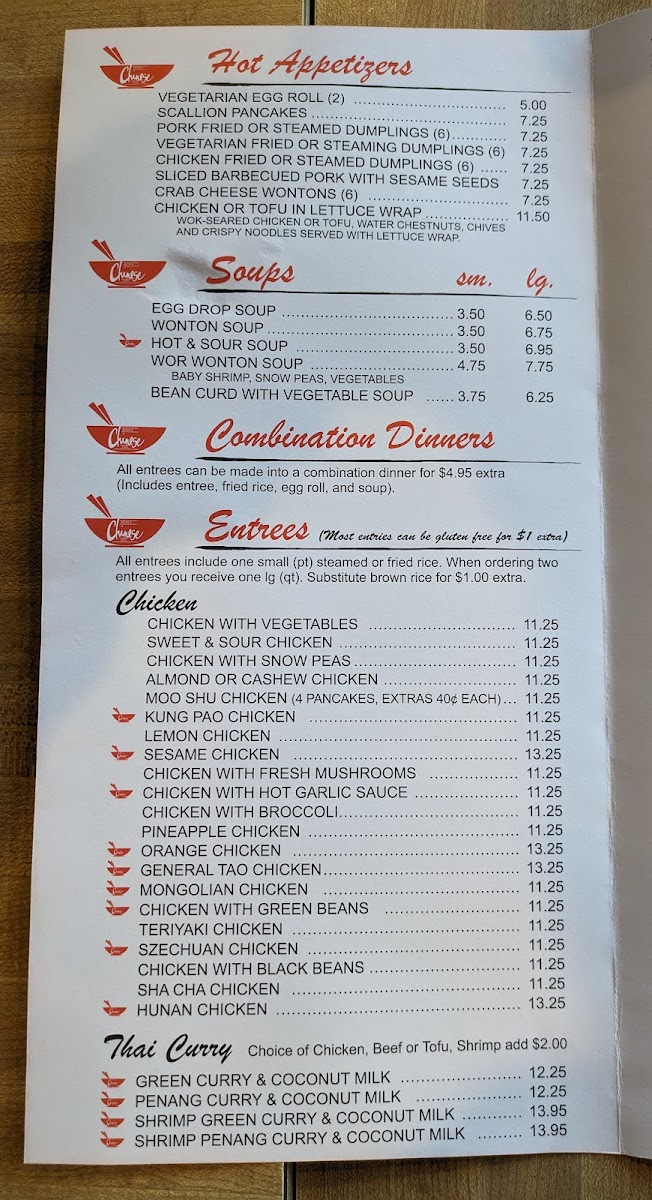 Chinese
Hot Appetizers
VEGETARIAN EGG ROLL (2) 5.00
SCALLION PANCAKES 7.25
PORK FRIED OR STEAMED DUMPLINGS (6) 7.25
VEGETARIAN FRIED OR STEAMING DUMPLINGS (6) 7.25
CHICKEN FRIED OR STEAMED DUMPLINGS (6) 7.25
SLICED BARBECUED PORK WITH SESAME SEEDS 7.25
CRAB CHEESE WONTONS (6) 7.25
CHICKEN OR TOFU IN LETTUCE WRAP 11.50
WOK-SEARED CHICKEN OR TOFU, WATER CHESTNUTS, CHIVES
AND CRISPY NOODLES SERVED WITH LETTUCE WRAP.
Chinese
Soups sm. lg.
EGG DROP SOUP 3.50 6.50
WONTON SOUP 3.50 6.75
HOT & SOUR SOUP 3.50 6.95
WOR WONTON SOUP 4.75 7.75
BABY SHRIMP, SNOW PEAS, VEGETABLES
BEAN CURD WITH VEGETABLE SOUP 3.75 6.25
Chinese
Combination Dinners
All entrees can be made into a combination dinner for $4.95 extra
(Includes entree, fried rice, egg roll, and soup).
Chinese
Entrees (Most entries can be gluten free for $1 extra)
All entrees include one small (pt) steamed or fried rice. When ordering two
entrees you receive one lg (qt). Substitute brown rice for $1.00 extra.
Chicken
CHICKEN WITH VEGETABLES 11.25
SWEET & SOUR CHICKEN 11.25
CHICKEN WITH SNOW PEAS 11.25
ALMOND OR CASHEW CHICKEN 11.25
MOO SHU CHICKEN (4 PANCAKES, EXTRAS 40¢ EACH) 11.25
KUNG PAO CHICKEN 11.25
LEMON CHICKEN 11.25
SESAME CHICKEN 13.25
CHICKEN WITH FRESH MUSHROOMS 11.25
CHICKEN WITH HOT GARLIC SAUCE 11.25
CHICKEN WITH BROCCOLI 11.25
PINEAPPLE CHICKEN 11.25
ORANGE CHICKEN 13.25
GENERAL TAO CHICKEN 13.25
MONGOLIAN CHICKEN 11.25
CHICKEN WITH GREEN BEANS 11.25
TERIYAKI CHICKEN 11.25
SZECHUAN CHICKEN 11.25
CHICKEN WITH BLACK BEANS 11.25
SHA CHA CHICKEN 11.25
HUNAN CHICKEN 13.25
Thai Curry Choice of Chicken, Beef or Tofu, Shrimp add $2.00
GREEN CURRY & COCONUT MILK 12.25
PENANG CURRY & COCONUT MILK 12.25
SHRIMP GREEN CURRY & COCONUT MILK 13.95
SHRIMP PENANG CURRY & COCONUT MILK 13.95